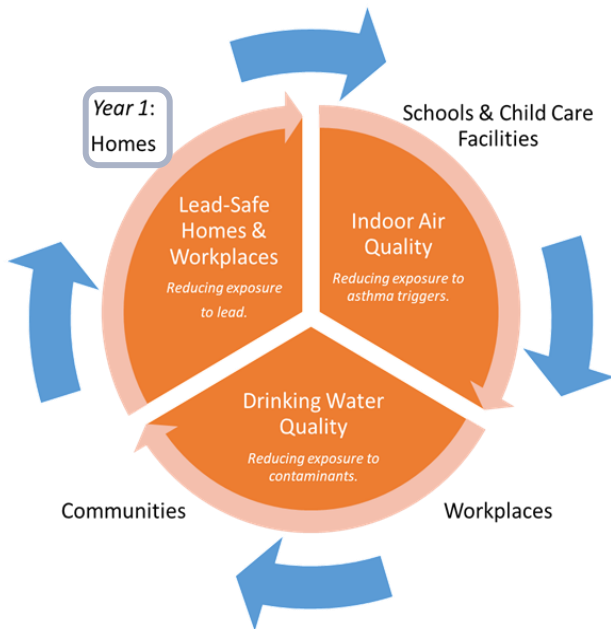 Year 1:
Homes
Schools & Child Care
Facilities
Lead-Safe
Homes &
Workplaces
Reducing exposure
to lead.
Indoor Air
Quality
Reducing exposure to
asthma triggers.
Drinking Water
Quality
Reducing exposure to
contaminants.
Communities
Workplaces